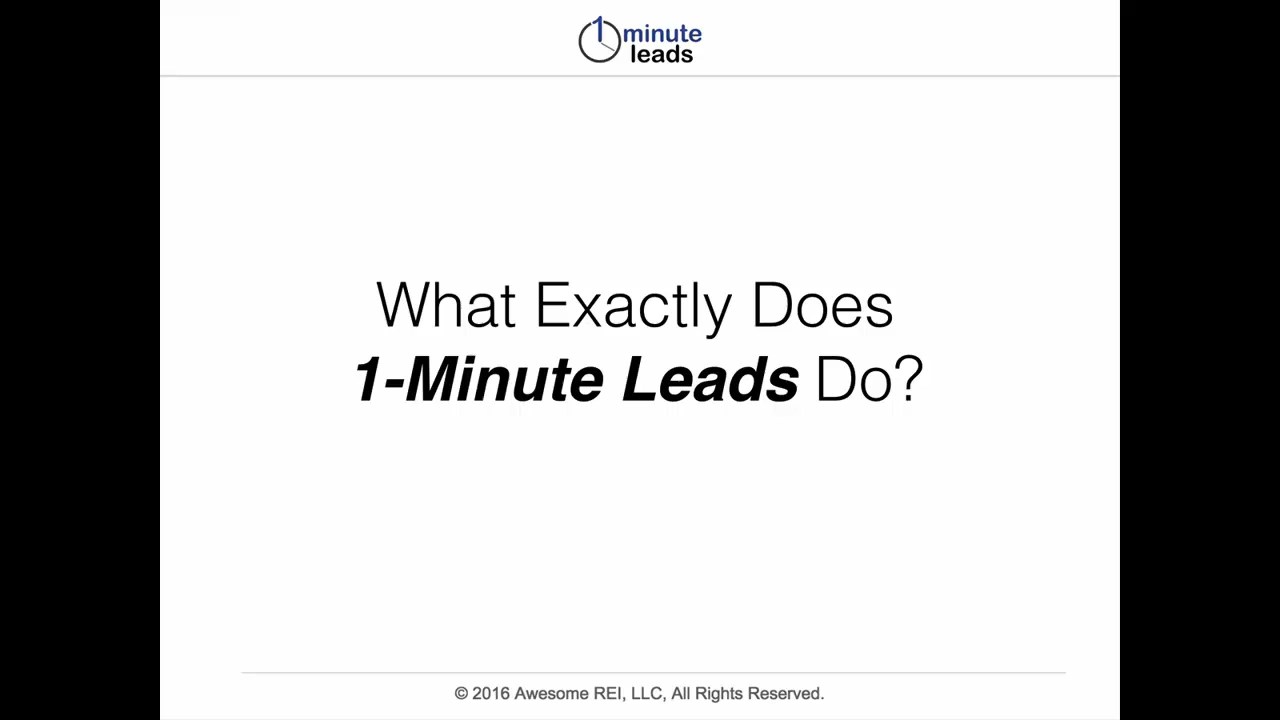 1 minute
leads
What Exactly Does
1-Minute Leads Do?
© 2016 Awesome REI, LLC, All Rights Reserved.